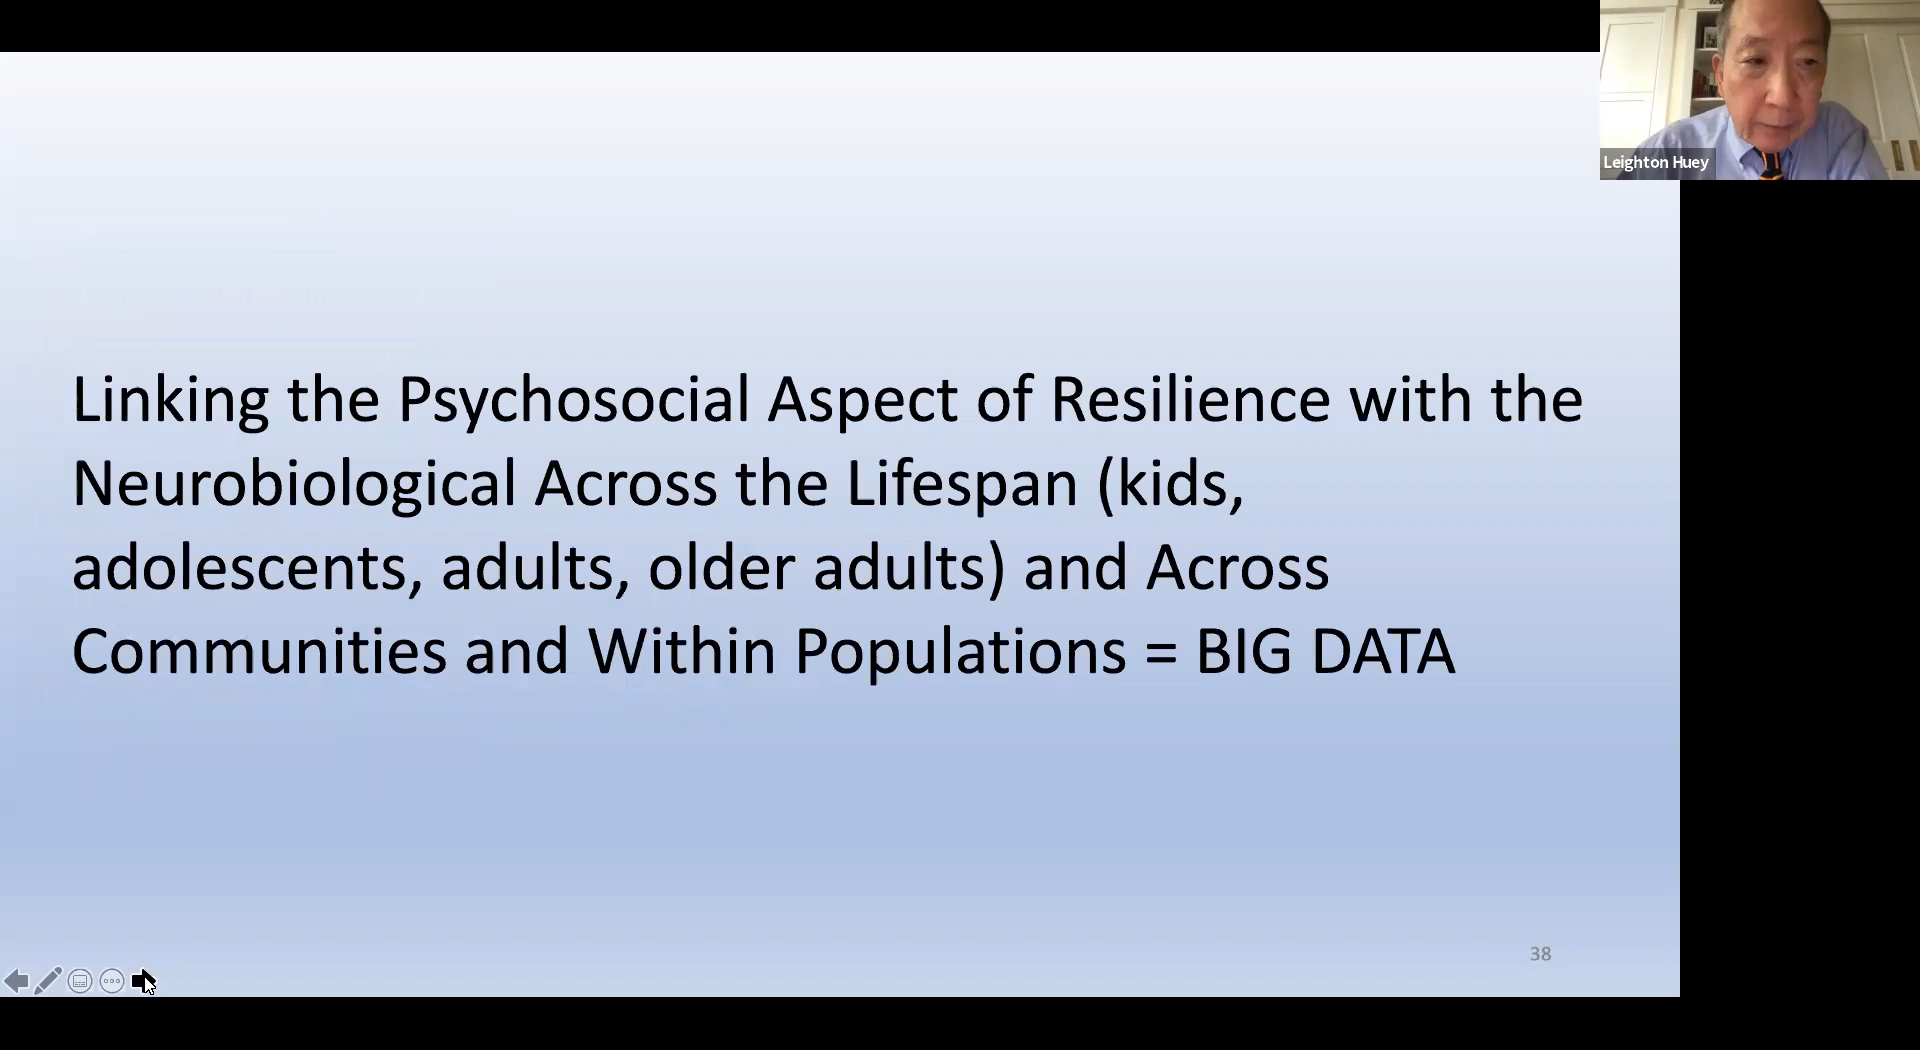 Leighton Huey
Linking the Psychosocial Aspect of Resilience with the
Neurobiological Across the Lifespan (kids,
adolescents, adults, older adults) and Across
Communities and Within Populations = BIG DATA
38